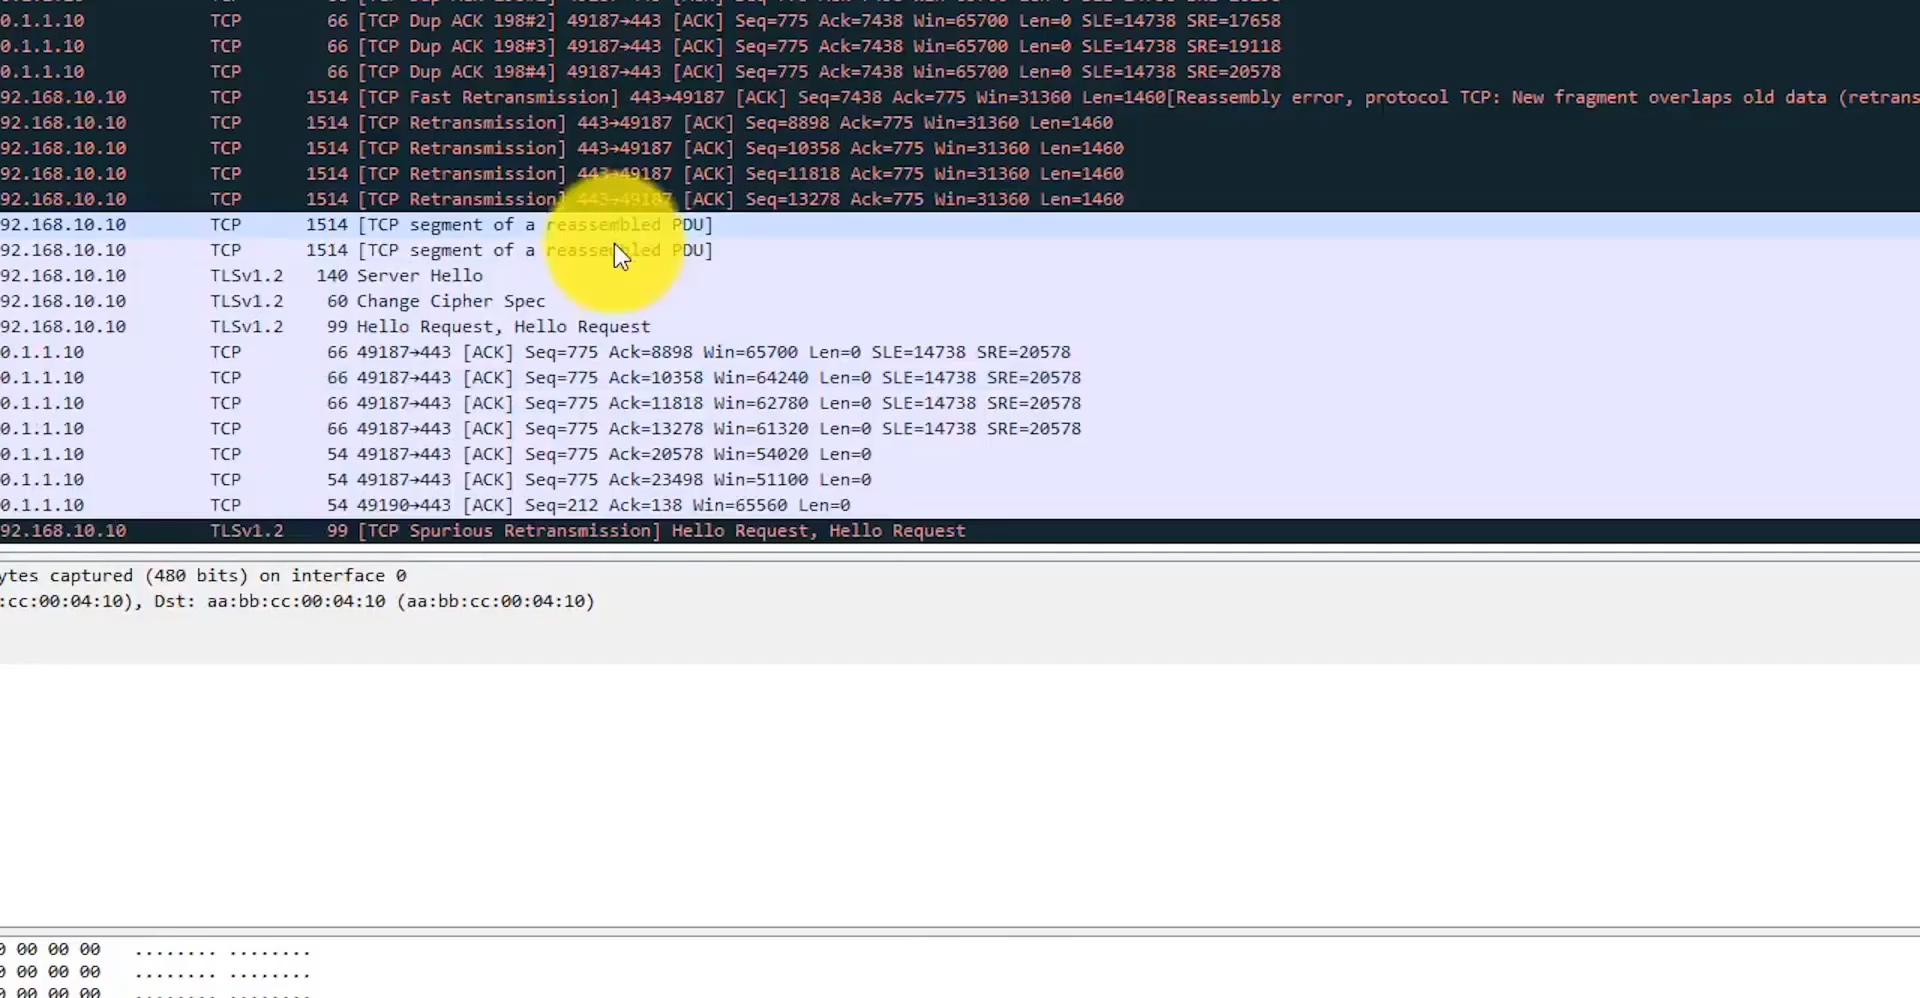 0.1.1.10 TCP 66 [TCP Dup ACK 198#2] 49187→443 [ACK] Seq=775 Ack=7438 Win=65700 Len=0 SLE=14738 SRE=17658
0.1.1.10 TCP 66 [TCP Dup ACK 198#3] 49187→443 [ACK] Seq=775 Ack=7438 Win=65700 Len=0 SLE=14738 SRE=19118
0.1.1.10 TCP 66 [TCP Dup ACK 198#4] 49187→443 [ACK] Seq=775 Ack=7438 Win=65700 Len=0 SLE=14738 SRE=20578
92.168.10.10 TCP 1514 [TCP Fast Retransmission] 443→49187 [ACK] Seq=7438 Ack=775 Win=31360 Len=1460[Reassembly error, protocol TCP: New fragment overlaps old data (retrans
92.168.10.10 TCP 1514 [TCP Retransmission] 443→49187 [ACK] Seq=8898 Ack=775 Win=31360 Len=1460
92.168.10.10 TCP 1514 [TCP Retransmission] 443→49187 [ACK] Seq=10358 Ack=775 Win=31360 Len=1460
92.168.10.10 TCP 1514 [TCP Retransmission] 443→49187 [ACK] Seq=11818 Ack=775 Win=31360 Len=1460
92.168.10.10 TCP 1514 [TCP Retransmission] 443→49187 [ACK] Seq=13278 Ack=775 Win=31360 Len=1460
92.168.10.10 TCP 1514 [TCP segment of a reassembled PDU]
92.168.10.10 TCP 1514 [TCP segment of a reassembled PDU]
92.168.10.10 TLSv1.2 140 Server Hello
92.168.10.10 TLSv1.2 60 Change Cipher Spec
92.168.10.10 TLSv1.2 99 Hello Request, Hello Request
0.1.1.10 TCP 66 49187→443 [ACK] Seq=775 Ack=8898 Win=65700 Len=0 SLE=14738 SRE=20578
0.1.1.10 TCP 66 49187→443 [ACK] Seq=775 Ack=10358 Win=64240 Len=0 SLE=14738 SRE=20578
0.1.1.10 TCP 66 49187→443 [ACK] Seq=775 Ack=11818 Win=62780 Len=0 SLE=14738 SRE=20578
0.1.1.10 TCP 66 49187→443 [ACK] Seq=775 Ack=13278 Win=61320 Len=0 SLE=14738 SRE=20578
0.1.1.10 TCP 54 49187→443 [ACK] Seq=775 Ack=20578 Win=54020 Len=0
0.1.1.10 TCP 54 49187→443 [ACK] Seq=775 Ack=23498 Win=51100 Len=0
0.1.1.10 TCP 54 49190→443 [ACK] Seq=212 Ack=138 Win=65560 Len=0
92.168.10.10 TLSv1.2 99 [TCP Spurious Retransmission] Hello Request, Hello Request
ytes captured (480 bits) on interface 0
:cc:00:04:10), Dst: aa:bb:cc:00:04:10 (aa:bb:cc:00:04:10)
0 00 00 00 ........ ........
0 00 00 00 ........ ........
0 00 00 00 ........ ........